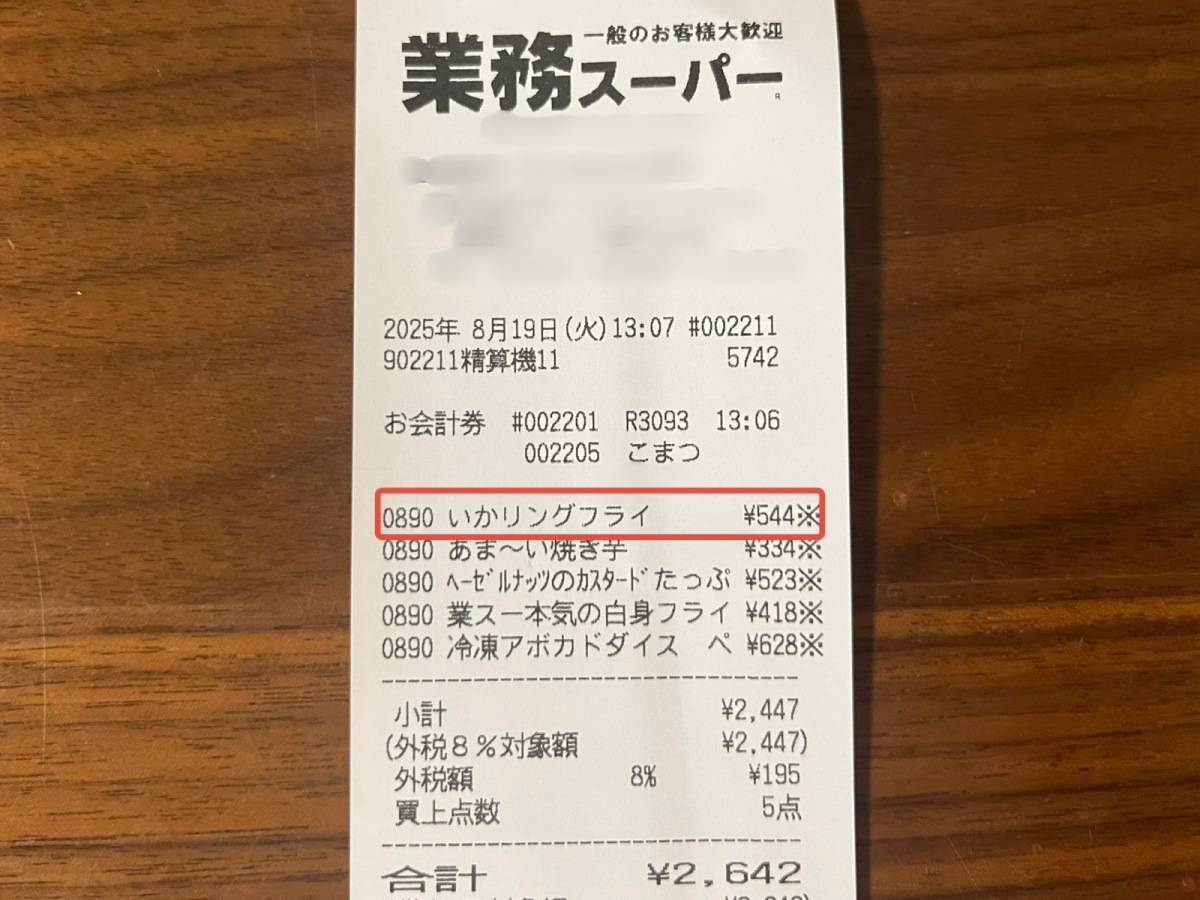 一般のお客様大歓迎
業務スーパー
R
2025年 8月19日(火)13:07 #002211
902211精算機11 5742
お会計券 #002201 R3093 13:06
002205 こまつ
0890 いかリングフライ ¥544※
0890 あま～い焼き芋 ¥334※
0890 ﾍｰｾﾞﾙﾅｯﾂのｶｽﾀｰﾄﾞたっぷ ¥523※
0890 業スー本気の白身フライ ¥418※
0890 冷凍アボカドダイス ペ ¥628※
小計 ¥2,447
(外税8%対象額 ¥2,447)
外税額 8% ¥195
買上点数 5点
合計 ¥2,642